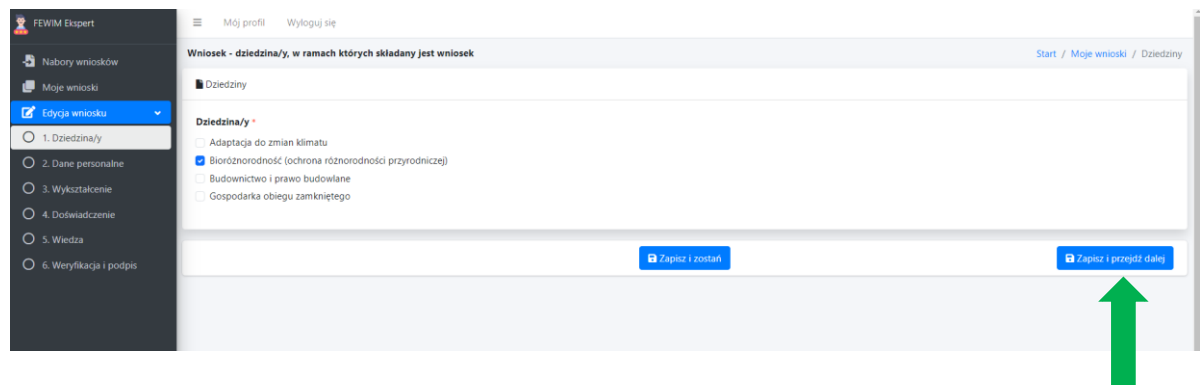 FEWIM Ekspert
Mój profil Wyloguj się
Nabory wniosków
Moje wnioski
Edycja wniosku
1. Dziedzina/y
2. Dane personalne
3. Wykształcenie
4. Doświadczenie
5. Wiedza
6. Weryfikacja i podpis
Wniosek - dziedzina/y, w ramach których składany jest wniosek
Start / Moje wnioski / Dziedziny
Dziedziny
Dziedzina/y *
Adaptacja do zmian klimatu
Bioróżnorodność (ochrona różnorodności przyrodniczej)
Budownictwo i prawo budowlane
Gospodarka obiegu zamkniętego
Zapisz i zostań
Zapisz i przejdź dalej